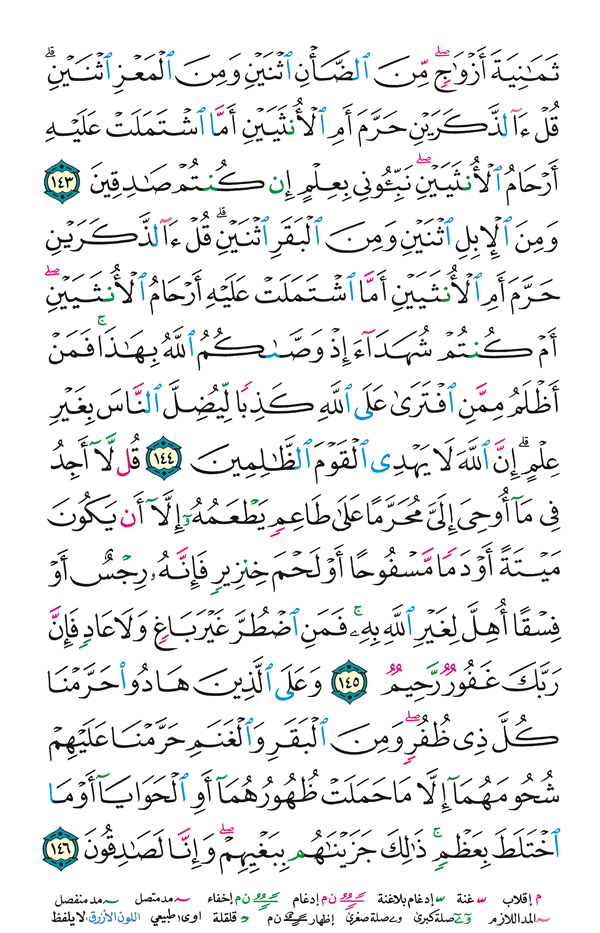 ثَمَٰنِيَةَ أَزْوَٰجٍۖ مِّنَ ٱلضَّأْنِ ٱثْنَيْنِ وَمِنَ ٱلْمَعْزِ ٱثْنَيْنِۗ
قُلْ ءَآلذَّكَرَيْنِ حَرَّمَ أَمِ ٱلْأُنثَيَيْنِ أَمَّا ٱشْتَمَلَتْ عَلَيْهِ
أَرْحَامُ ٱلْأُنثَيَيْنِۖ نَبِّـُٔونِي بِعِلْمٍ إِن كُنتُمْ صَٰدِقِينَ ١٤٣
وَمِنَ ٱلْإِبِلِ ٱثْنَيْنِ وَمِنَ ٱلْبَقَرِ ٱثْنَيْنِۗ قُلْ ءَآلذَّكَرَيْنِ
حَرَّمَ أَمِ ٱلْأُنثَيَيْنِ أَمَّا ٱشْتَمَلَتْ عَلَيْهِ أَرْحَامُ ٱلْأُنثَيَيْنِۖ
أَمْ كُنتُمْ شُهَدَآءَ إِذْ وَصَّىٰكُمُ ٱللَّهُ بِهَٰذَاۚ فَمَنْ
أَظْلَمُ مِمَّنِ ٱفْتَرَىٰ عَلَى ٱللَّهِ كَذِبًا لِّيُضِلَّ ٱلنَّاسَ بِغَيْرِ
عِلْمٍۗ إِنَّ ٱللَّهَ لَا يَهْدِى ٱلْقَوْمَ ٱلظَّٰلِمِينَ ١٤٤ قُل لَّآ أَجِدُ
فِى مَآ أُوحِىَ إِلَىَّ مُحَرَّمًا عَلَىٰ طَاعِمٍ يَطْعَمُهُۥٓ إِلَّآ أَن يَكُونَ
مَيْتَةً أَوْ دَمًا مَّسْفُوحًا أَوْ لَحْمَ خِنزِيرٍ فَإِنَّهُۥ رِجْسٌ أَوْ
فِسْقًا أُهِلَّ لِغَيْرِ ٱللَّهِ بِهِۦۚ فَمَنِ ٱضْطُرَّ غَيْرَ بَاغٍ وَلَا عَادٍ فَإِنَّ
رَبَّكَ غَفُورٌ رَّحِيمٌ ١٤٥ وَعَلَى ٱلَّذِينَ هَادُوا۟ حَرَّمْنَا
كُلَّ ذِى ظُفُرٍۖ وَمِنَ ٱلْبَقَرِ وَٱلْغَنَمِ حَرَّمْنَا عَلَيْهِمْ
شُحُومَهُمَآ إِلَّا مَا حَمَلَتْ ظُهُورُهُمَآ أَوِ ٱلْحَوَايَآ أَوْ مَا
ٱخْتَلَطَ بِعَظْمٍۚ ذَٰلِكَ جَزَيْنَٰهُم بِبَغْيِهِمْۖ وَإِنَّا لَصَٰدِقُونَ ١٤٦
م إقلاب غنة إدغام بلاغنة ن م إدغام ن م إخفاء مد متصل مد منفصل
المد اللازم صلة كبرى صلة صغرى إظهار ن م قلقلة اوى طبيعي اللون الأزرق: لا يلفظ